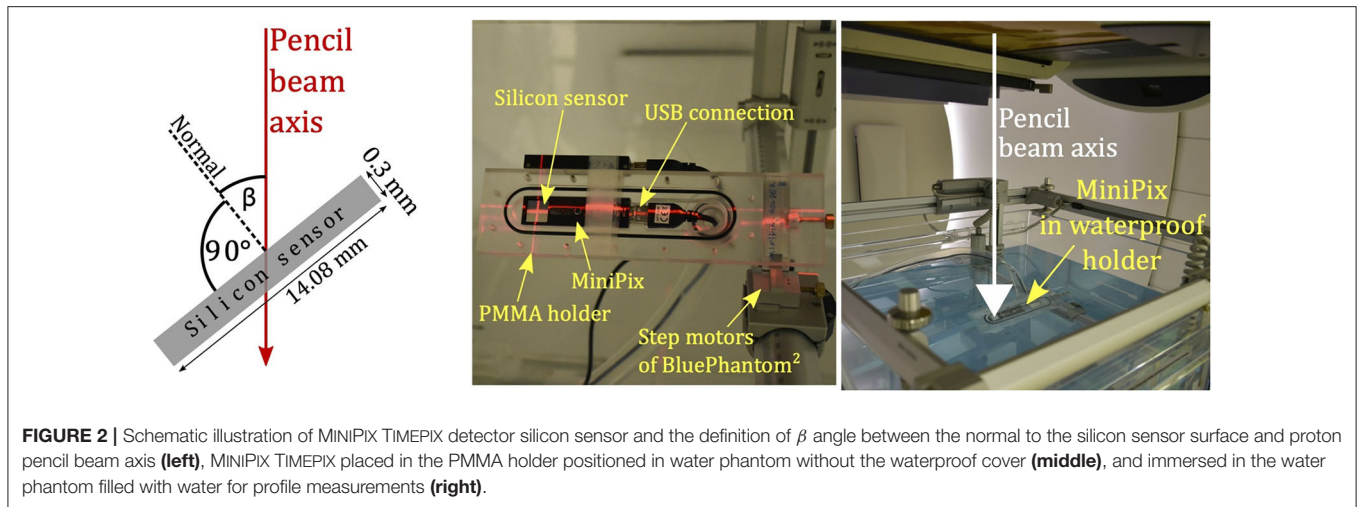 Pencil
beam
axis
Normal
β
90°
0.3 mm
Silicon sensor
14.08 mm
Silicon sensor
USB connection
MiniPix
PMMA holder
Step motors
of BluePhantom²
Pencil
beam axis
MiniPix
in waterproof
holder
FIGURE 2 | Schematic illustration of MINIPIX TIMEPIX detector silicon sensor and the definition of β angle between the normal to the silicon sensor surface and proton
pencil beam axis (left), MINIPIX TIMEPIX placed in the PMMA holder positioned in water phantom without the waterproof cover (middle), and immersed in the water
phantom filled with water for profile measurements (right).